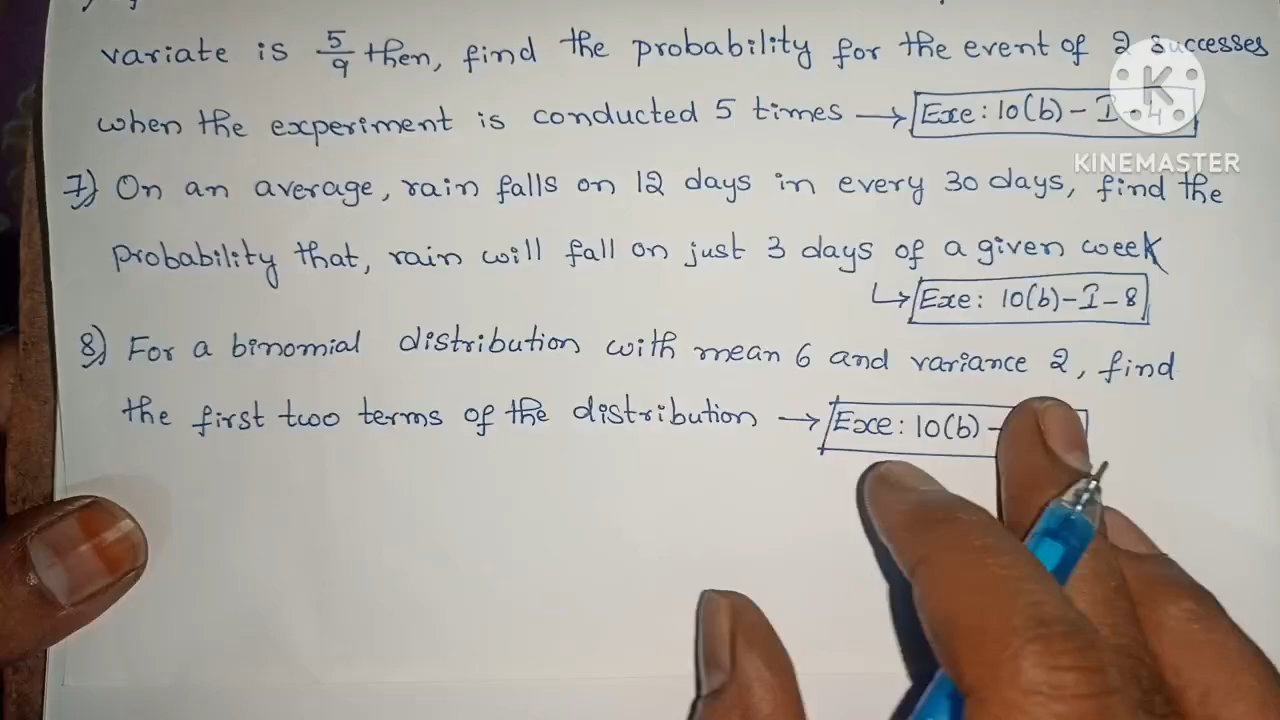 variate is 5/9 then, find the probability for the event of 2 successes
when the experiment is conducted 5 times → Exe: 10(b) - I - 4
K
KINEMASTER
7) On an average, rain falls on 12 days in every 30 days, find the
probability that, rain will fall on just 3 days of a given week
↳ Exe: 10(b) - I - 8
8) For a binomial distribution with mean 6 and variance 2, find
the first two terms of the distribution → Exe: 10(b) -